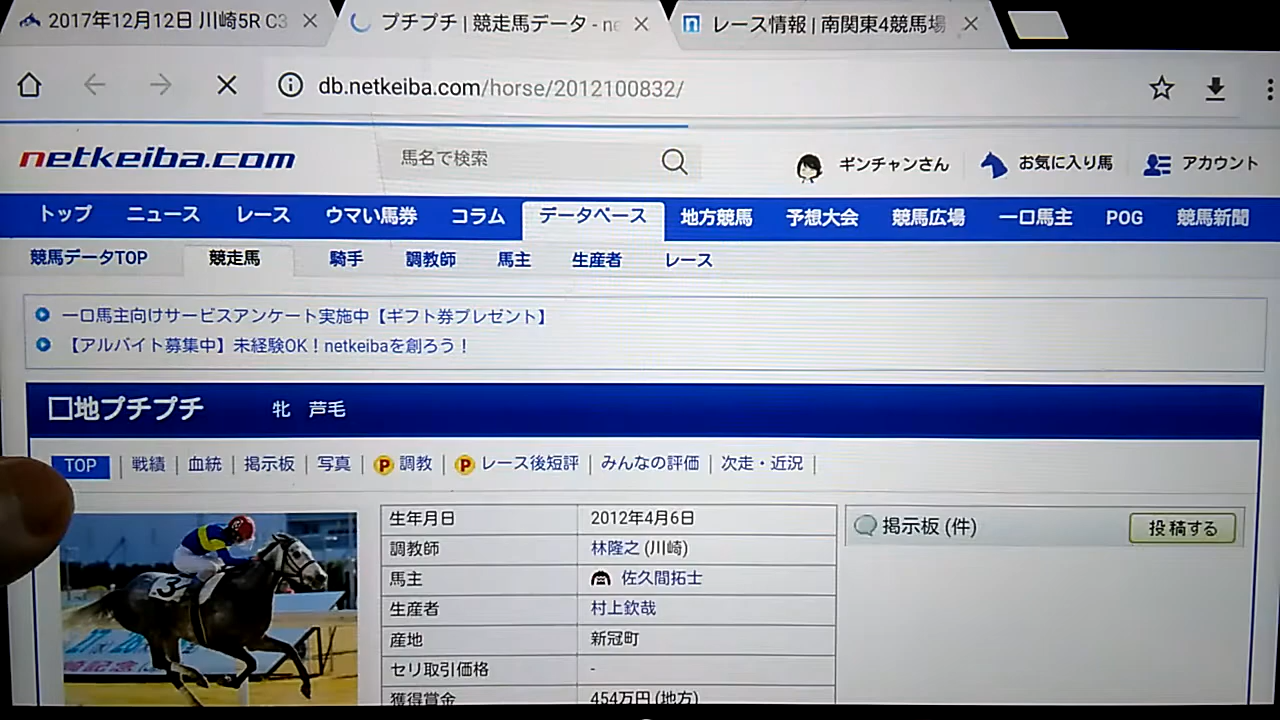 2017年12月12日 川崎5R C3
プチプチ | 競走馬データ - ne
レース情報 | 南関東4競馬場
db.netkeiba.com/horse/2012100832/
netkeiba.com
馬名で検索
ギンチャンさん
お気に入り馬
アカウント
トップ ニュース レース ウマい馬券 コラム データベース 地方競馬 予想大会 競馬広場 一口馬主 POG 競馬新聞
競馬データTOP 競走馬 騎手 調教師 馬主 生産者 レース
一口馬主向けサービスアンケート実施中【ギフト券プレゼント】
【アルバイト募集中】未経験OK！netkeibaを創ろう！
□地プチプチ 牝 芦毛
TOP | 戦績 | 血統 | 掲示板 | 写真 | P 調教 | P レース後短評 | みんなの評価 | 次走・近況 |
生年月日 2012年4月6日
調教師 林隆之 (川崎)
馬主 佐久間拓士
生産者 村上欽哉
産地 新冠町
セリ取引価格 -
獲得賞金 454万円 (地方)
掲示板 (件)
投稿する
3